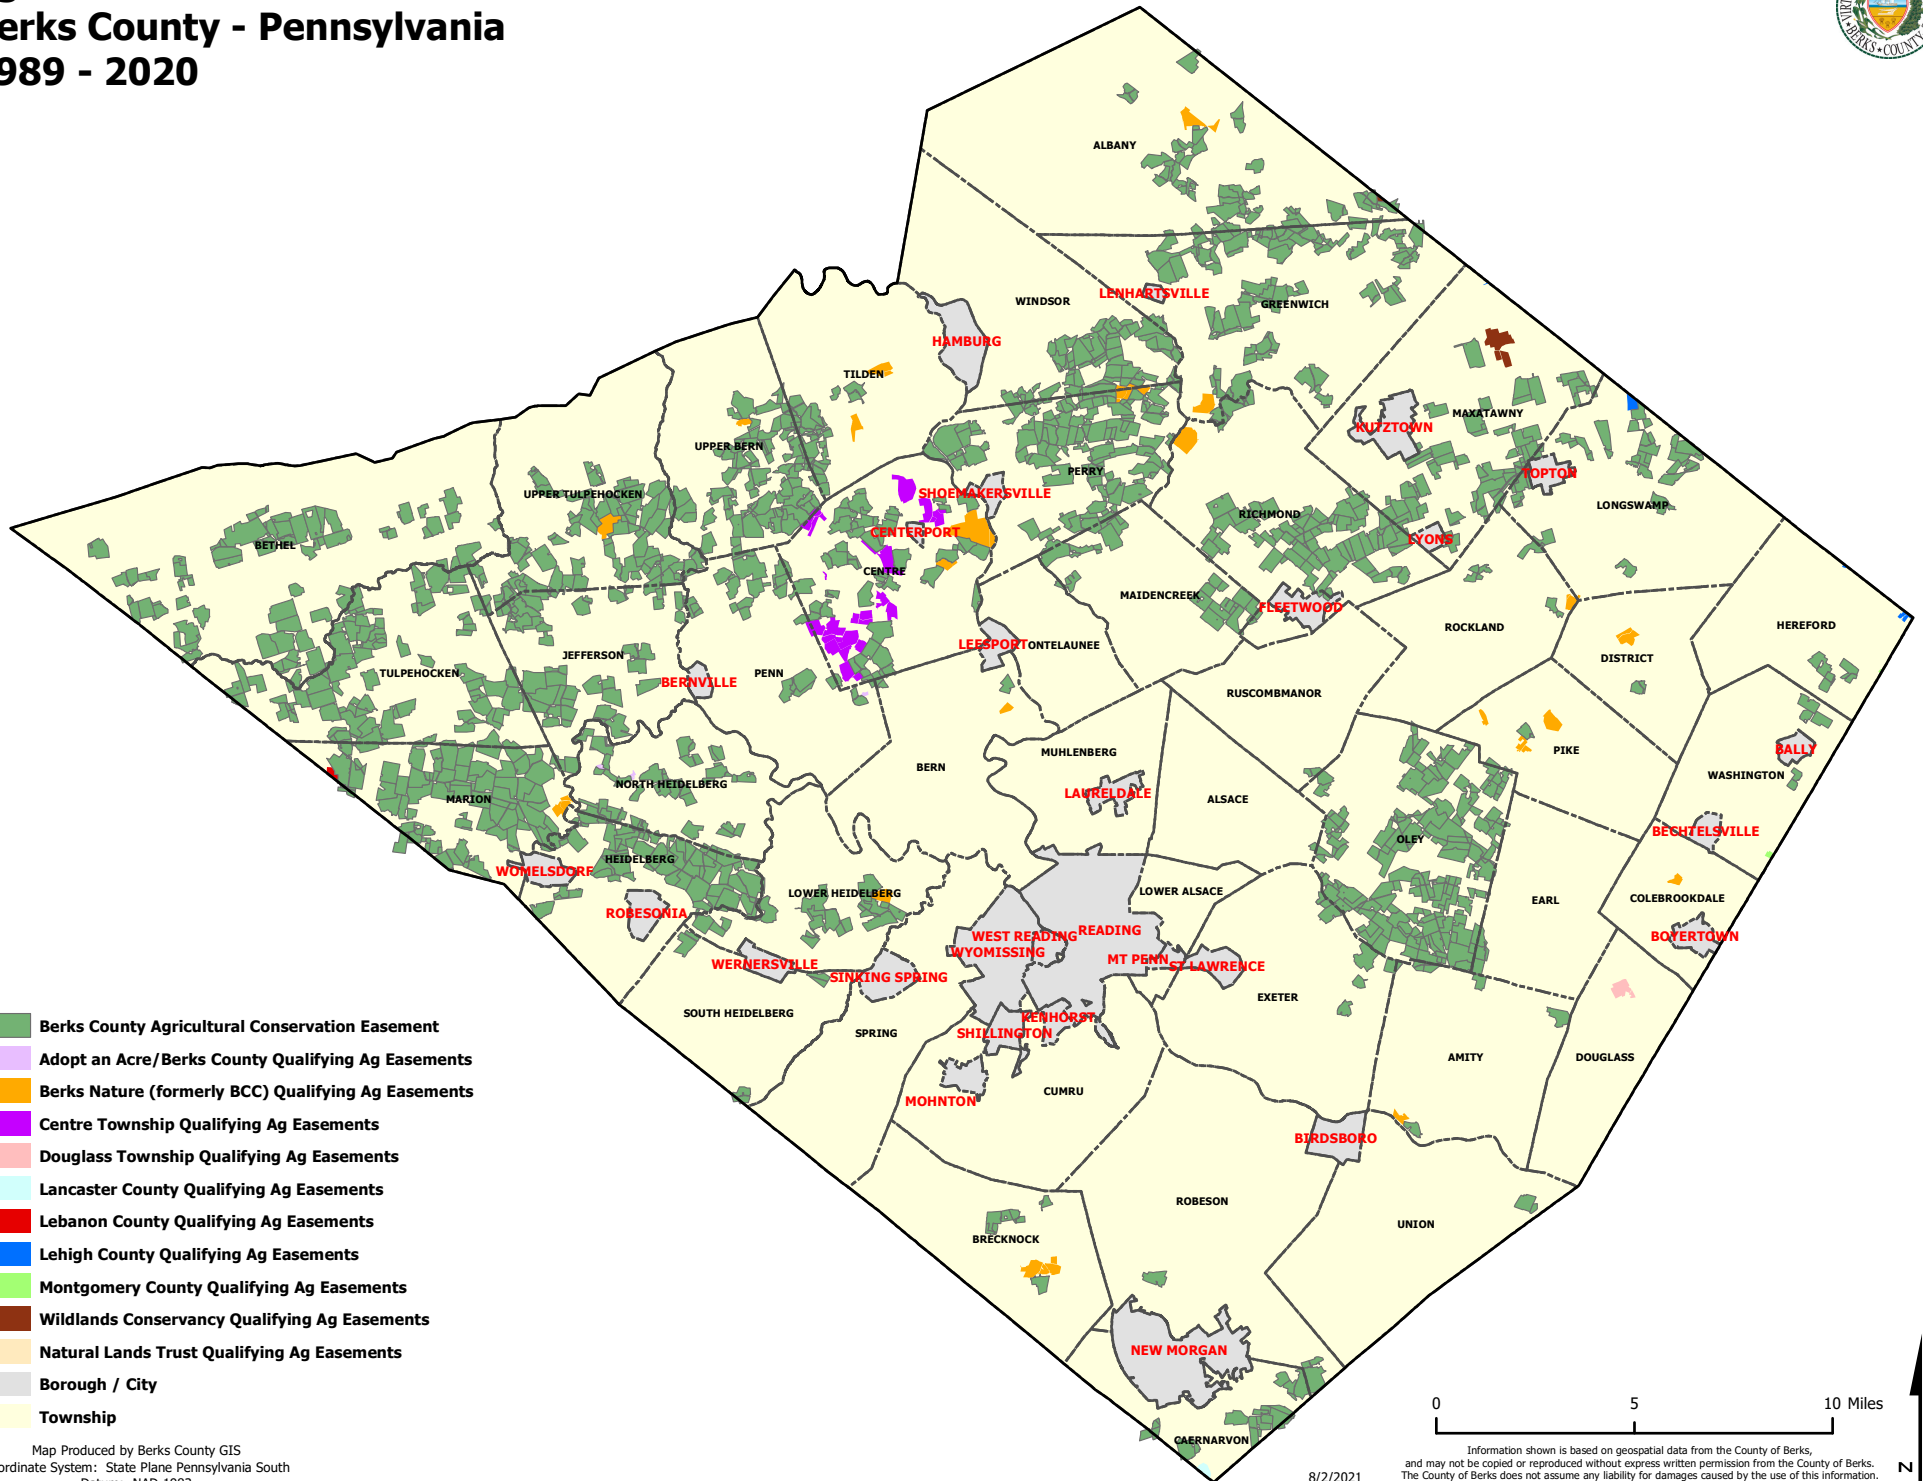 erks County - Pennsylvania
989 - 2020
BERKS COUNTY
ALBANY
WINDSOR
LENHARTSVILLE
GREENWICH
HAMBURG
TILDEN
MAXATAWNY
KUTZTOWN
UPPER BERN
PERRY
TOPTON
UPPER TULPEHOCKEN
SHOEMAKERSVILLE
LONGSWAMP
RICHMOND
CENTERPORT
LYONS
BETHEL
CENTRE
MAIDENCREEK
FLEETWOOD
ROCKLAND
HEREFORD
LEESPORT
ONTELAUNEE
JEFFERSON
DISTRICT
TULPEHOCKEN
PENN
BERNVILLE
RUSCOMBMANOR
MUHLENBERG
PIKE
BALLY
BERN
WASHINGTON
NORTH HEIDELBERG
MARION
LAURELDALE
ALSACE
BECHTELSVILLE
OLEY
HEIDELBERG
WOMELSDORF
LOWER HEIDELBERG
LOWER ALSACE
EARL
COLEBROOKDALE
ROBESONIA
WEST READING
READING
BOYERTOWN
WYOMISSING
MT PENN
ST LAWRENCE
WERNERSVILLE
SINKING SPRING
EXETER
SOUTH HEIDELBERG
SPRING
KENHORST
SHILLINGTON
AMITY
DOUGLASS
CUMRU
MOHNTON
BIRDSBORO
ROBESON
UNION
BRECKNOCK
NEW MORGAN
CAERNARVON
Berks County Agricultural Conservation Easement
Adopt an Acre/Berks County Qualifying Ag Easements
Berks Nature (formerly BCC) Qualifying Ag Easements
Centre Township Qualifying Ag Easements
Douglass Township Qualifying Ag Easements
Lancaster County Qualifying Ag Easements
Lebanon County Qualifying Ag Easements
Lehigh County Qualifying Ag Easements
Montgomery County Qualifying Ag Easements
Wildlands Conservancy Qualifying Ag Easements
Natural Lands Trust Qualifying Ag Easements
Borough / City
Township
Map Produced by Berks County GIS
ordinate System: State Plane Pennsylvania South
0 5 10 Miles
Information shown is based on geospatial data from the County of Berks,
and may not be copied or reproduced without express written permission from the County of Berks.
The County of Berks does not assume any liability for damages caused by the use of this information.
8/2/2021
N